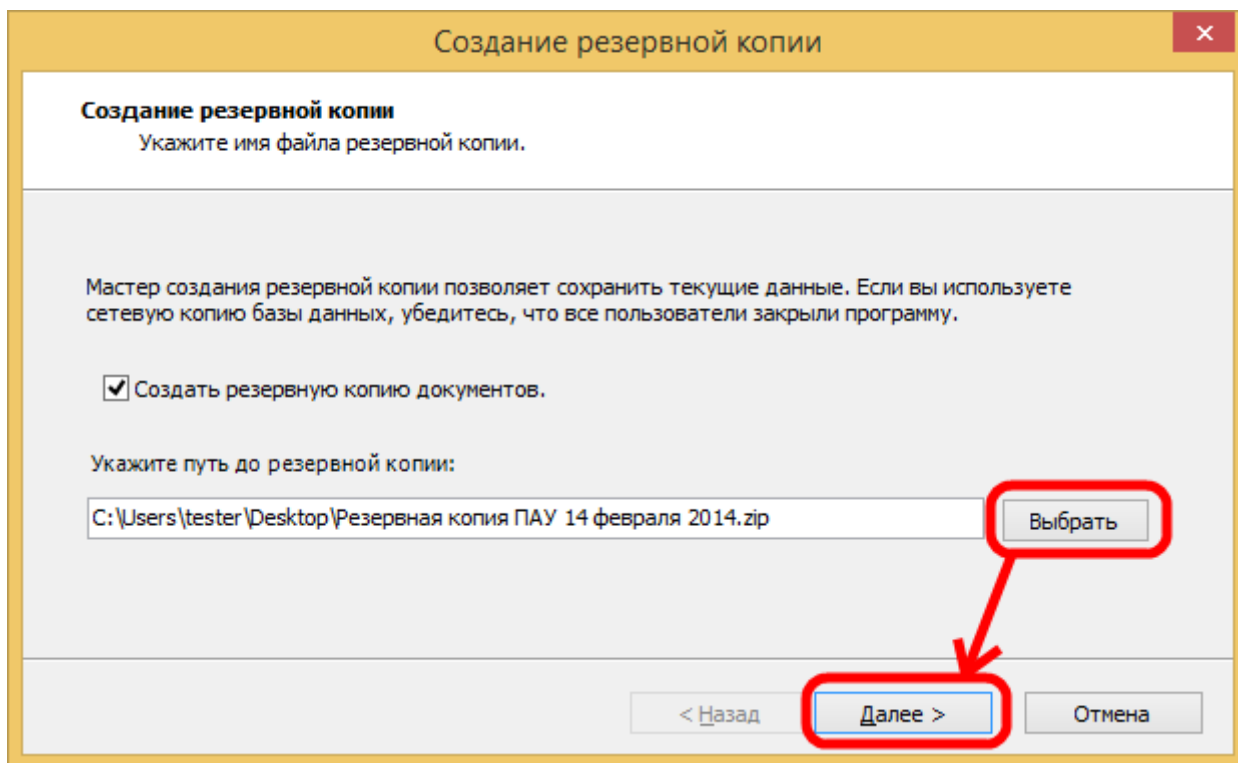 Создание резервной копии
Создание резервной копии
Укажите имя файла резервной копии.
Мастер создания резервной копии позволяет сохранить текущие данные. Если вы используете
сетевую копию базы данных, убедитесь, что все пользователи закрыли программу.
Создать резервную копию документов.
Укажите путь до резервной копии:
C:\Users\tester\Desktop\Резервная копия ПАУ 14 февраля 2014.zip
Выбрать
< Назад
Далее >
Отмена